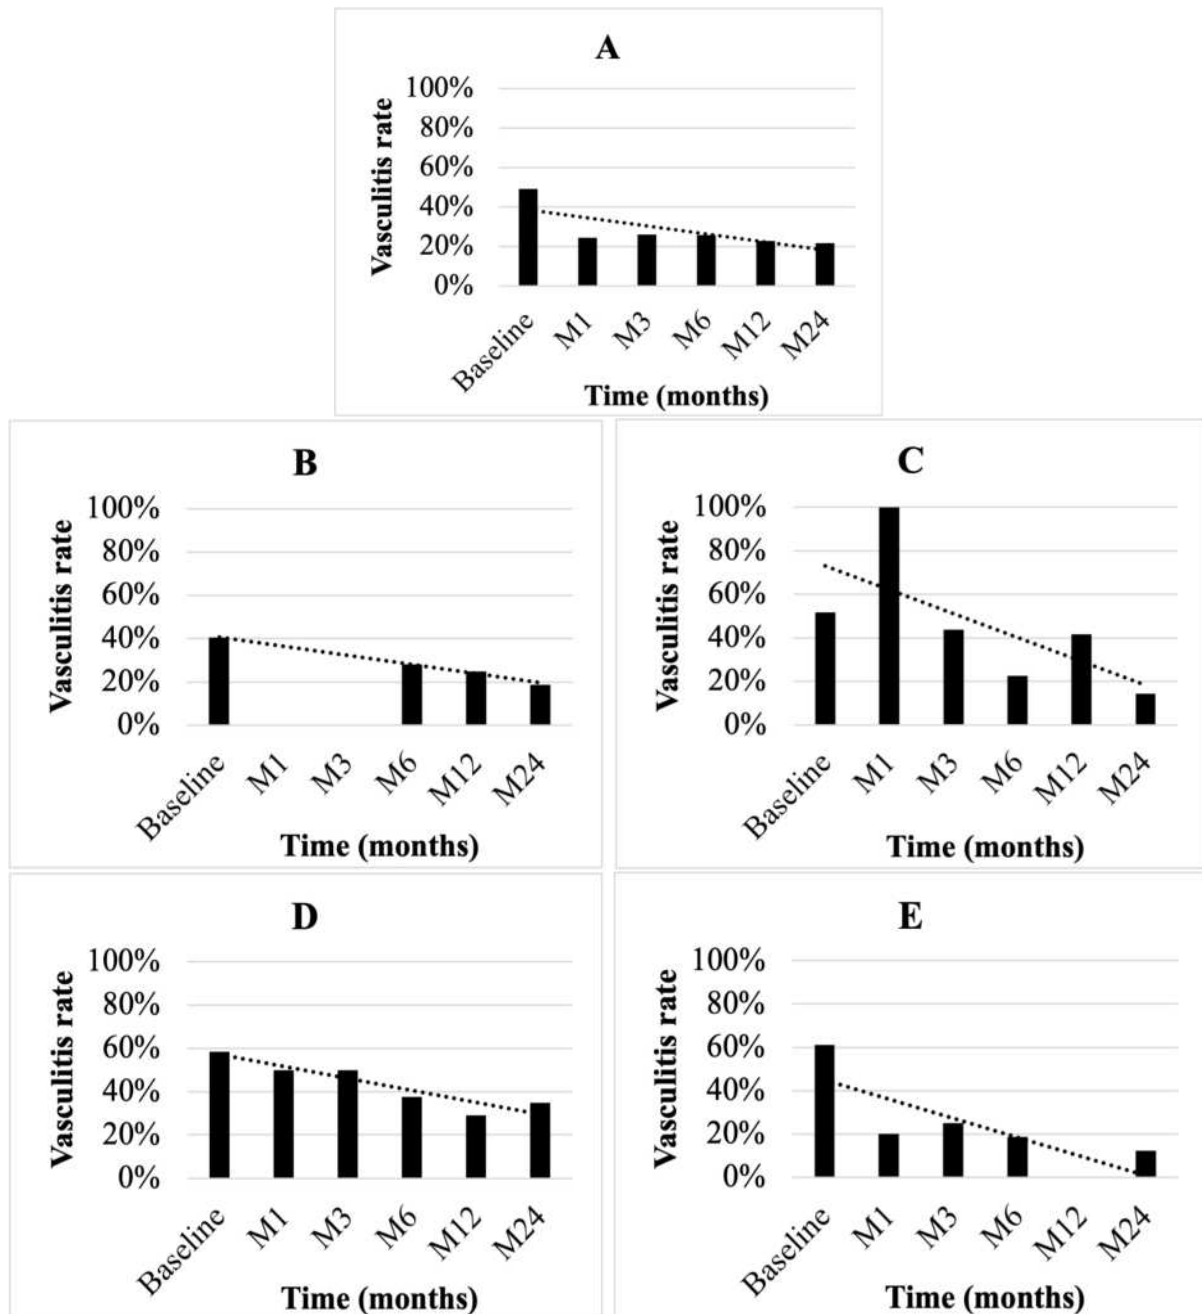 A
Vasculitis rate
100%
80%
60%
40%
20%
0%
Baseline
M1
M3
M6
M12
M24
Time (months)
B
Vasculitis rate
100%
80%
60%
40%
20%
0%
Baseline
M1
M3
M6
M12
M24
Time (months)
C
Vasculitis rate
100%
80%
60%
40%
20%
0%
Baseline
M1
M3
M6
M12
M24
Time (months)
D
Vasculitis rate
100%
80%
60%
40%
20%
0%
Baseline
M1
M3
M6
M12
M24
Time (months)
E
Vasculitis rate
100%
80%
60%
40%
20%
0%
Baseline
M1
M3
M6
M12
M24
Time (months)